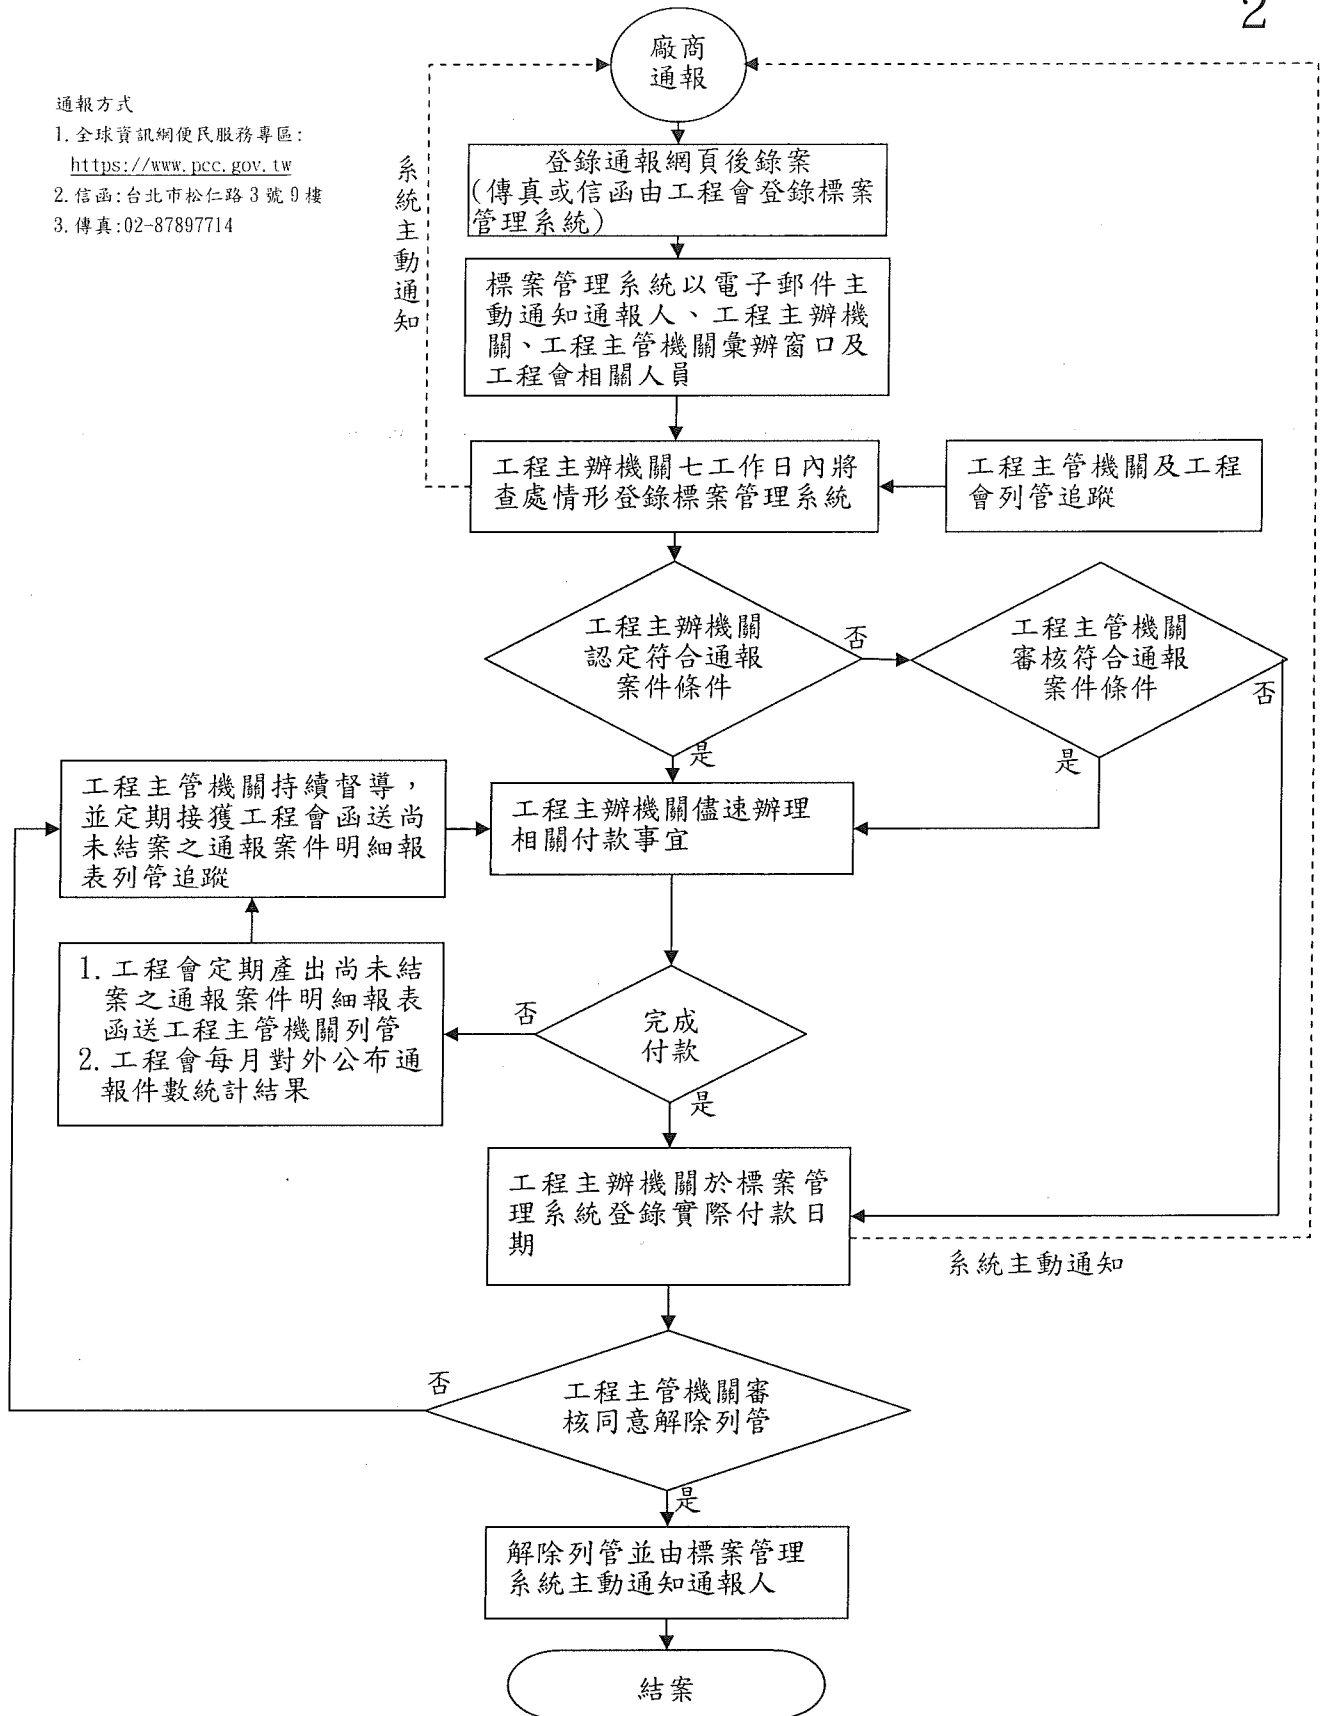 2
廠商
通報
通報方式
1.全球資訊網便民服務專區:
https://www.pcc.gov.tw
2.信函:台北市松仁路3號9樓
3.傳真:02-87897714
系統主動通知
登錄通報網頁後錄案
(傳真或信函由工程會登錄標案
管理系統)
標案管理系統以電子郵件主
動通知通報人、工程主辦機
關、工程主管機關彙辦窗口及
工程會相關人員
工程主辦機關七工作日內將
查處情形登錄標案管理系統
工程主管機關及工程
會列管追蹤
工程主辦機關
認定符合通報
案件條件
否
工程主管機關
審核符合通報
案件條件
否
是
是
工程主管機關持續督導，
並定期接獲工程會函送尚
未結案之通報案件明細報
表列管追蹤
工程主辦機關儘速辦理
相關付款事宜
1.工程會定期產出尚未結
案之通報案件明細報表
函送工程主管機關列管
2.工程會每月對外公布通
報件數統計結果
否
完成
付款
是
工程主辦機關於標案管
理系統登錄實際付款日
期
系統主動通知
否
工程主管機關審
核同意解除列管
是
解除列管並由標案管理
系統主動通知通報人
結案